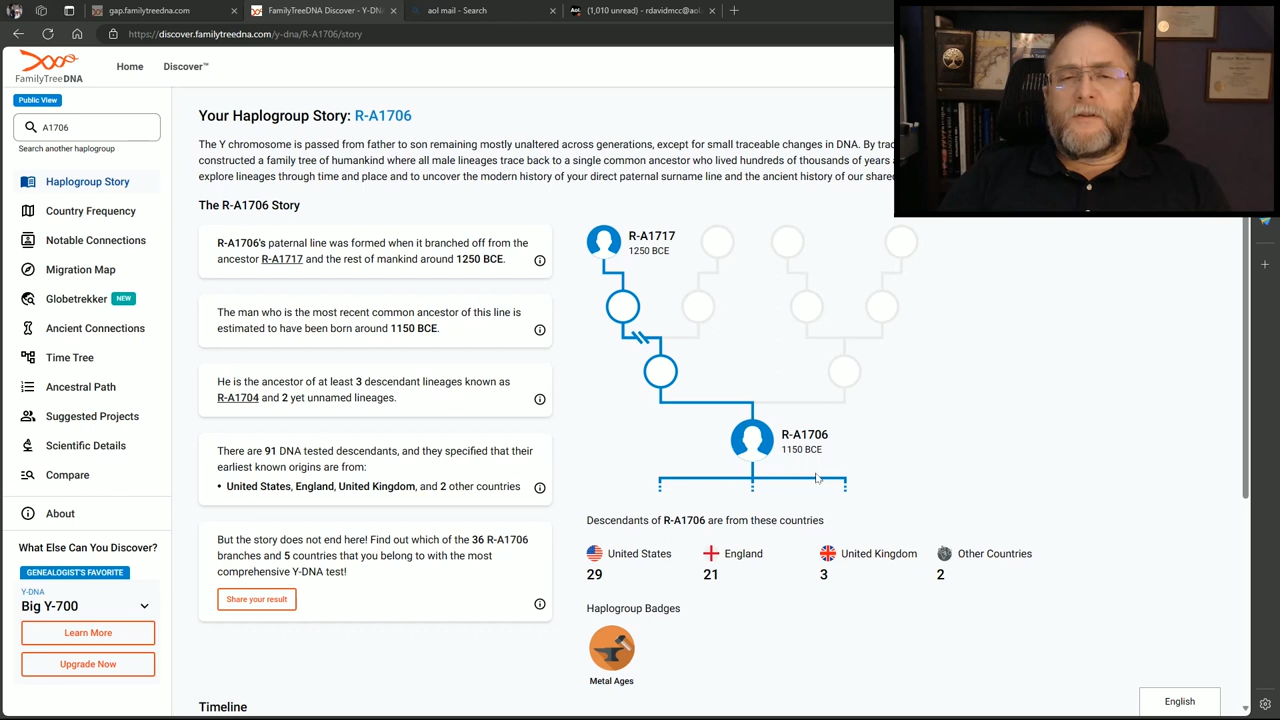 gap.familytreedna.com
FamilyTreeDNA Discover - Y-DN
aol mail - Search
(1,010 unread) - rdavidmcc@aol.
https://discover.familytreedna.com/y-dna/R-A1706/story
FamilyTreeDNA
Home
Discover™
Public View
A1706
Search another haplogroup
Haplogroup Story
Country Frequency
Notable Connections
Migration Map
Globetrekker NEW
Ancient Connections
Time Tree
Ancestral Path
Suggested Projects
Scientific Details
Compare
About
What Else Can You Discover?
GENEALOGIST'S FAVORITE
Y-DNA
Big Y-700
Learn More
Upgrade Now
Your Haplogroup Story: R-A1706
The Y chromosome is passed from father to son remaining mostly unaltered across generations, except for small traceable changes in DNA. By trac
constructed a family tree of humankind where all male lineages trace back to a single common ancestor who lived hundreds of thousands of years a
explore lineages through time and place and to uncover the modern history of your direct paternal surname line and the ancient history of our share
The R-A1706 Story
R-A1706's paternal line was formed when it branched off from the
ancestor R-A1717 and the rest of mankind around 1250 BCE.
The man who is the most recent common ancestor of this line is
estimated to have been born around 1150 BCE.
He is the ancestor of at least 3 descendant lineages known as
R-A1704 and 2 yet unnamed lineages.
There are 91 DNA tested descendants, and they specified that their
earliest known origins are from:
• United States, England, United Kingdom, and 2 other countries
But the story does not end here! Find out which of the 36 R-A1706
branches and 5 countries that you belong to with the most
comprehensive Y-DNA test!
Share your result
R-A1717
1250 BCE
R-A1706
1150 BCE
Descendants of R-A1706 are from these countries
United States
29
England
21
United Kingdom
3
Other Countries
2
Haplogroup Badges
Metal Ages
Timeline
English